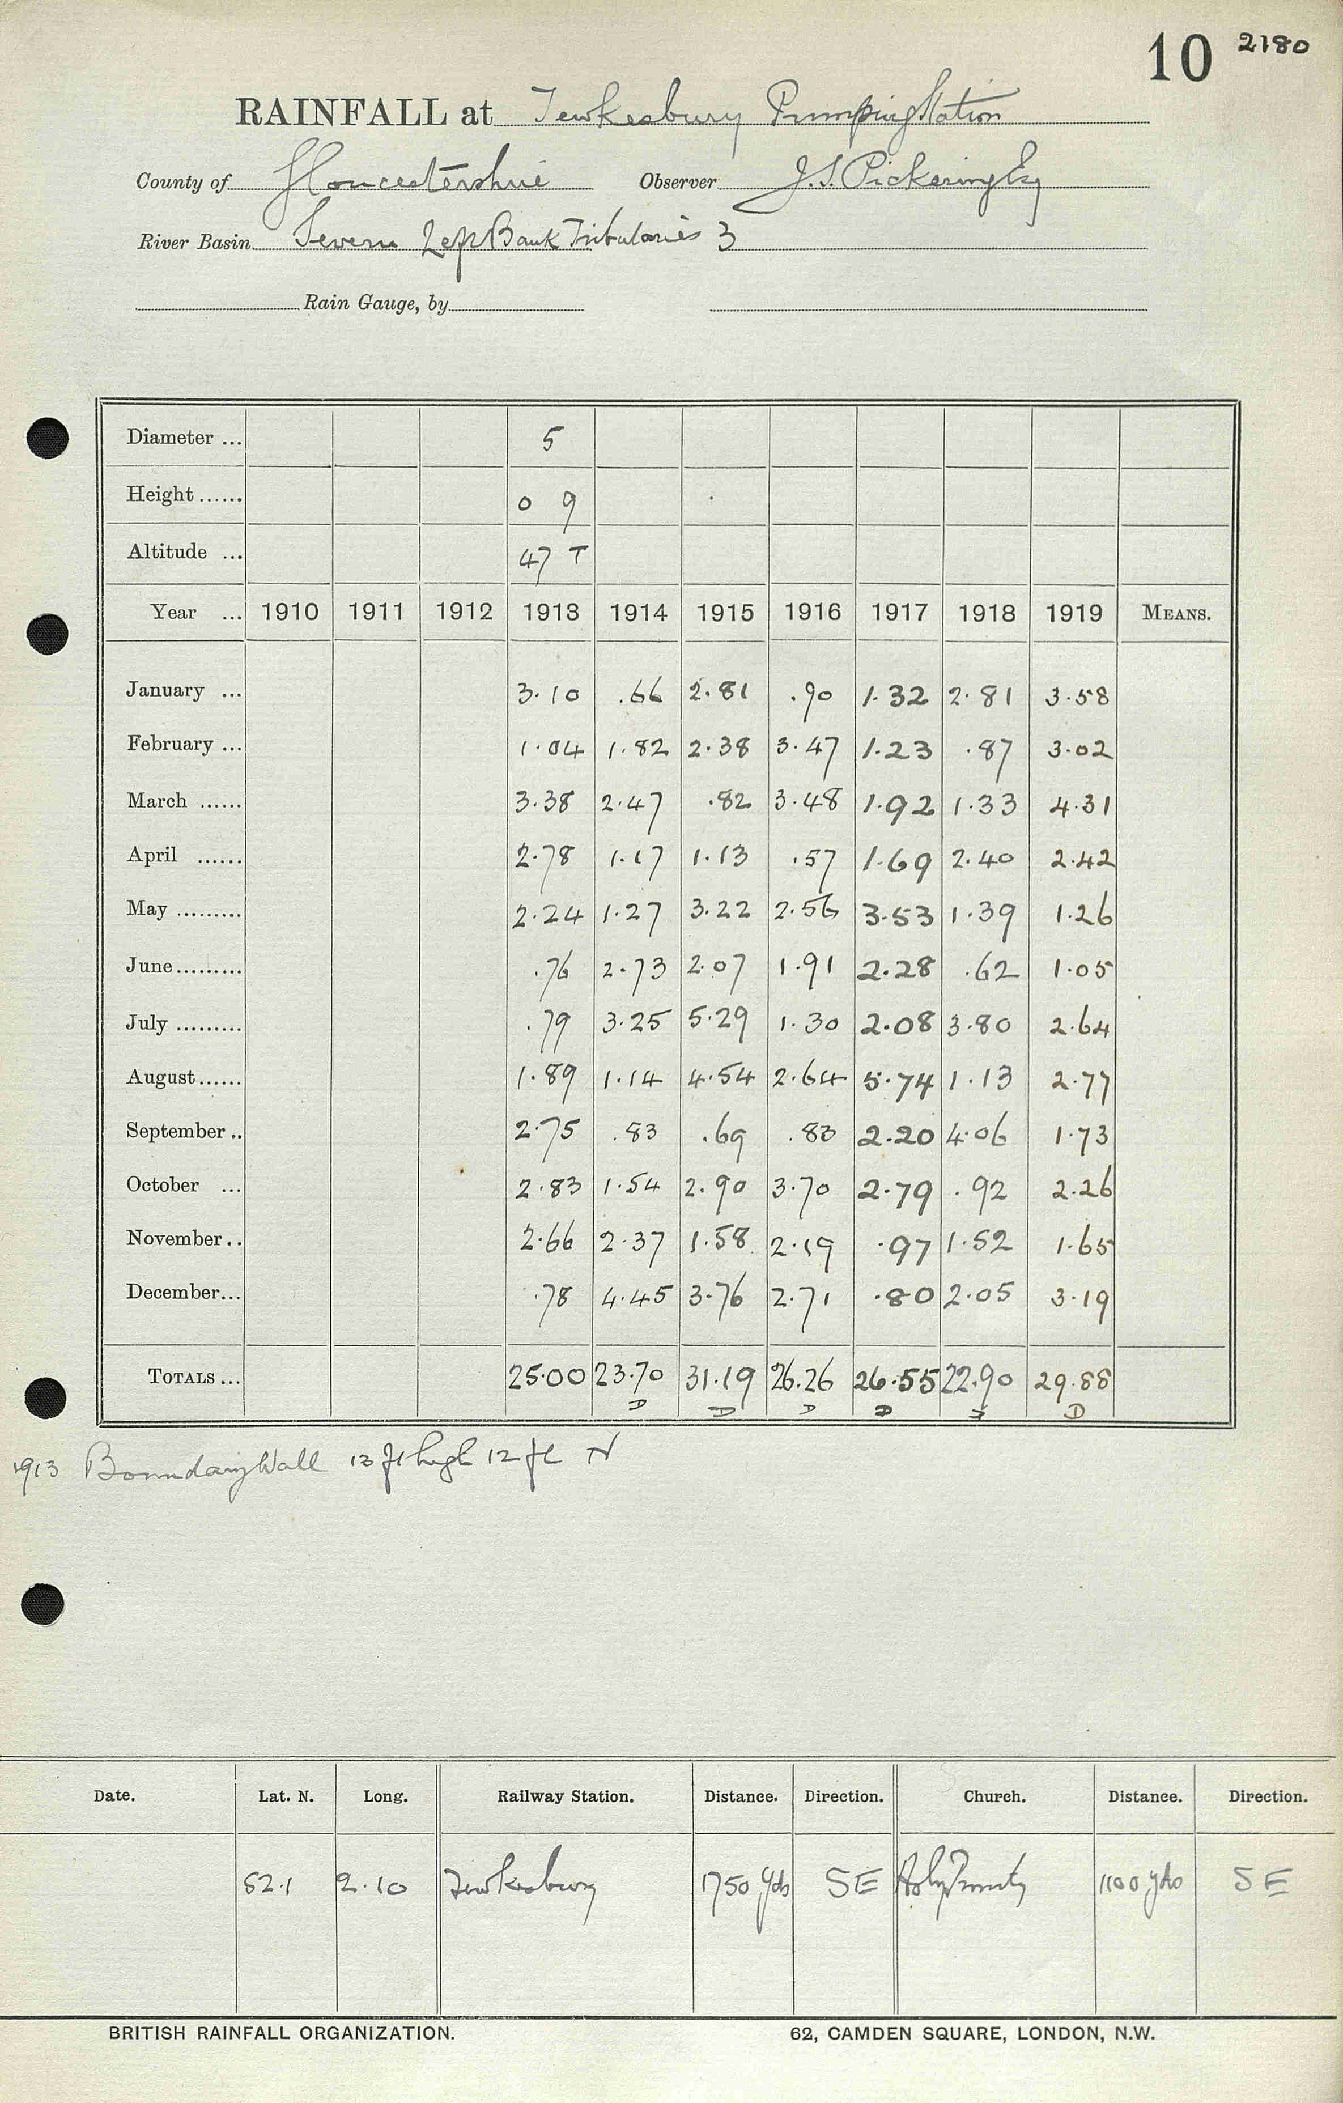 10 2180
RAINFALL at Tewkesbury Pumping Station
County of Gloucestershire Observer J.S. Pickering Esq
River Basin Severn Left Bank Tributaries 3
Rain Gauge, by
Diameter ... 5
Height ...... 0 9
Altitude ... 47 T
Year ... 1910 1911 1912 1913 1914 1915 1916 1917 1918 1919 MEANS.
January ... 3.10 .66 2.81 .90 1.32 2.81 3.58
February ... 1.04 1.82 2.38 3.47 1.23 .87 3.02
March ...... 3.38 2.47 .82 3.48 1.92 1.33 4.31
April ...... 2.78 1.17 1.13 .57 1.69 2.40 2.42
May ......... 2.24 1.27 3.22 2.56 3.53 1.39 1.26
June ......... .76 2.73 2.07 1.91 2.28 .62 1.05
July ......... .79 3.25 5.29 1.30 2.08 3.80 2.64
August ...... 1.89 1.14 4.54 2.64 5.74 1.13 2.77
September .. 2.75 .83 .69 .83 2.20 4.06 1.73
October ... 2.83 1.54 2.90 3.70 2.79 .92 2.26
November .. 2.66 2.37 1.58 2.19 .97 1.52 1.65
December ... .78 4.45 3.76 2.71 .80 2.05 3.19
TOTALS ... 25.00 23.70 31.19 26.26 26.55 22.90 29.88
D D D D D
1913 Boundary Wall 13 ft high 12 ft N
Date. Lat. N. Long. Railway Station. Distance. Direction. Church. Distance. Direction.
52.1 2.10 Tewkesbury 1750 yds SE Holy Trinity 1100 yds SE
BRITISH RAINFALL ORGANIZATION. 62, CAMDEN SQUARE, LONDON, N.W.